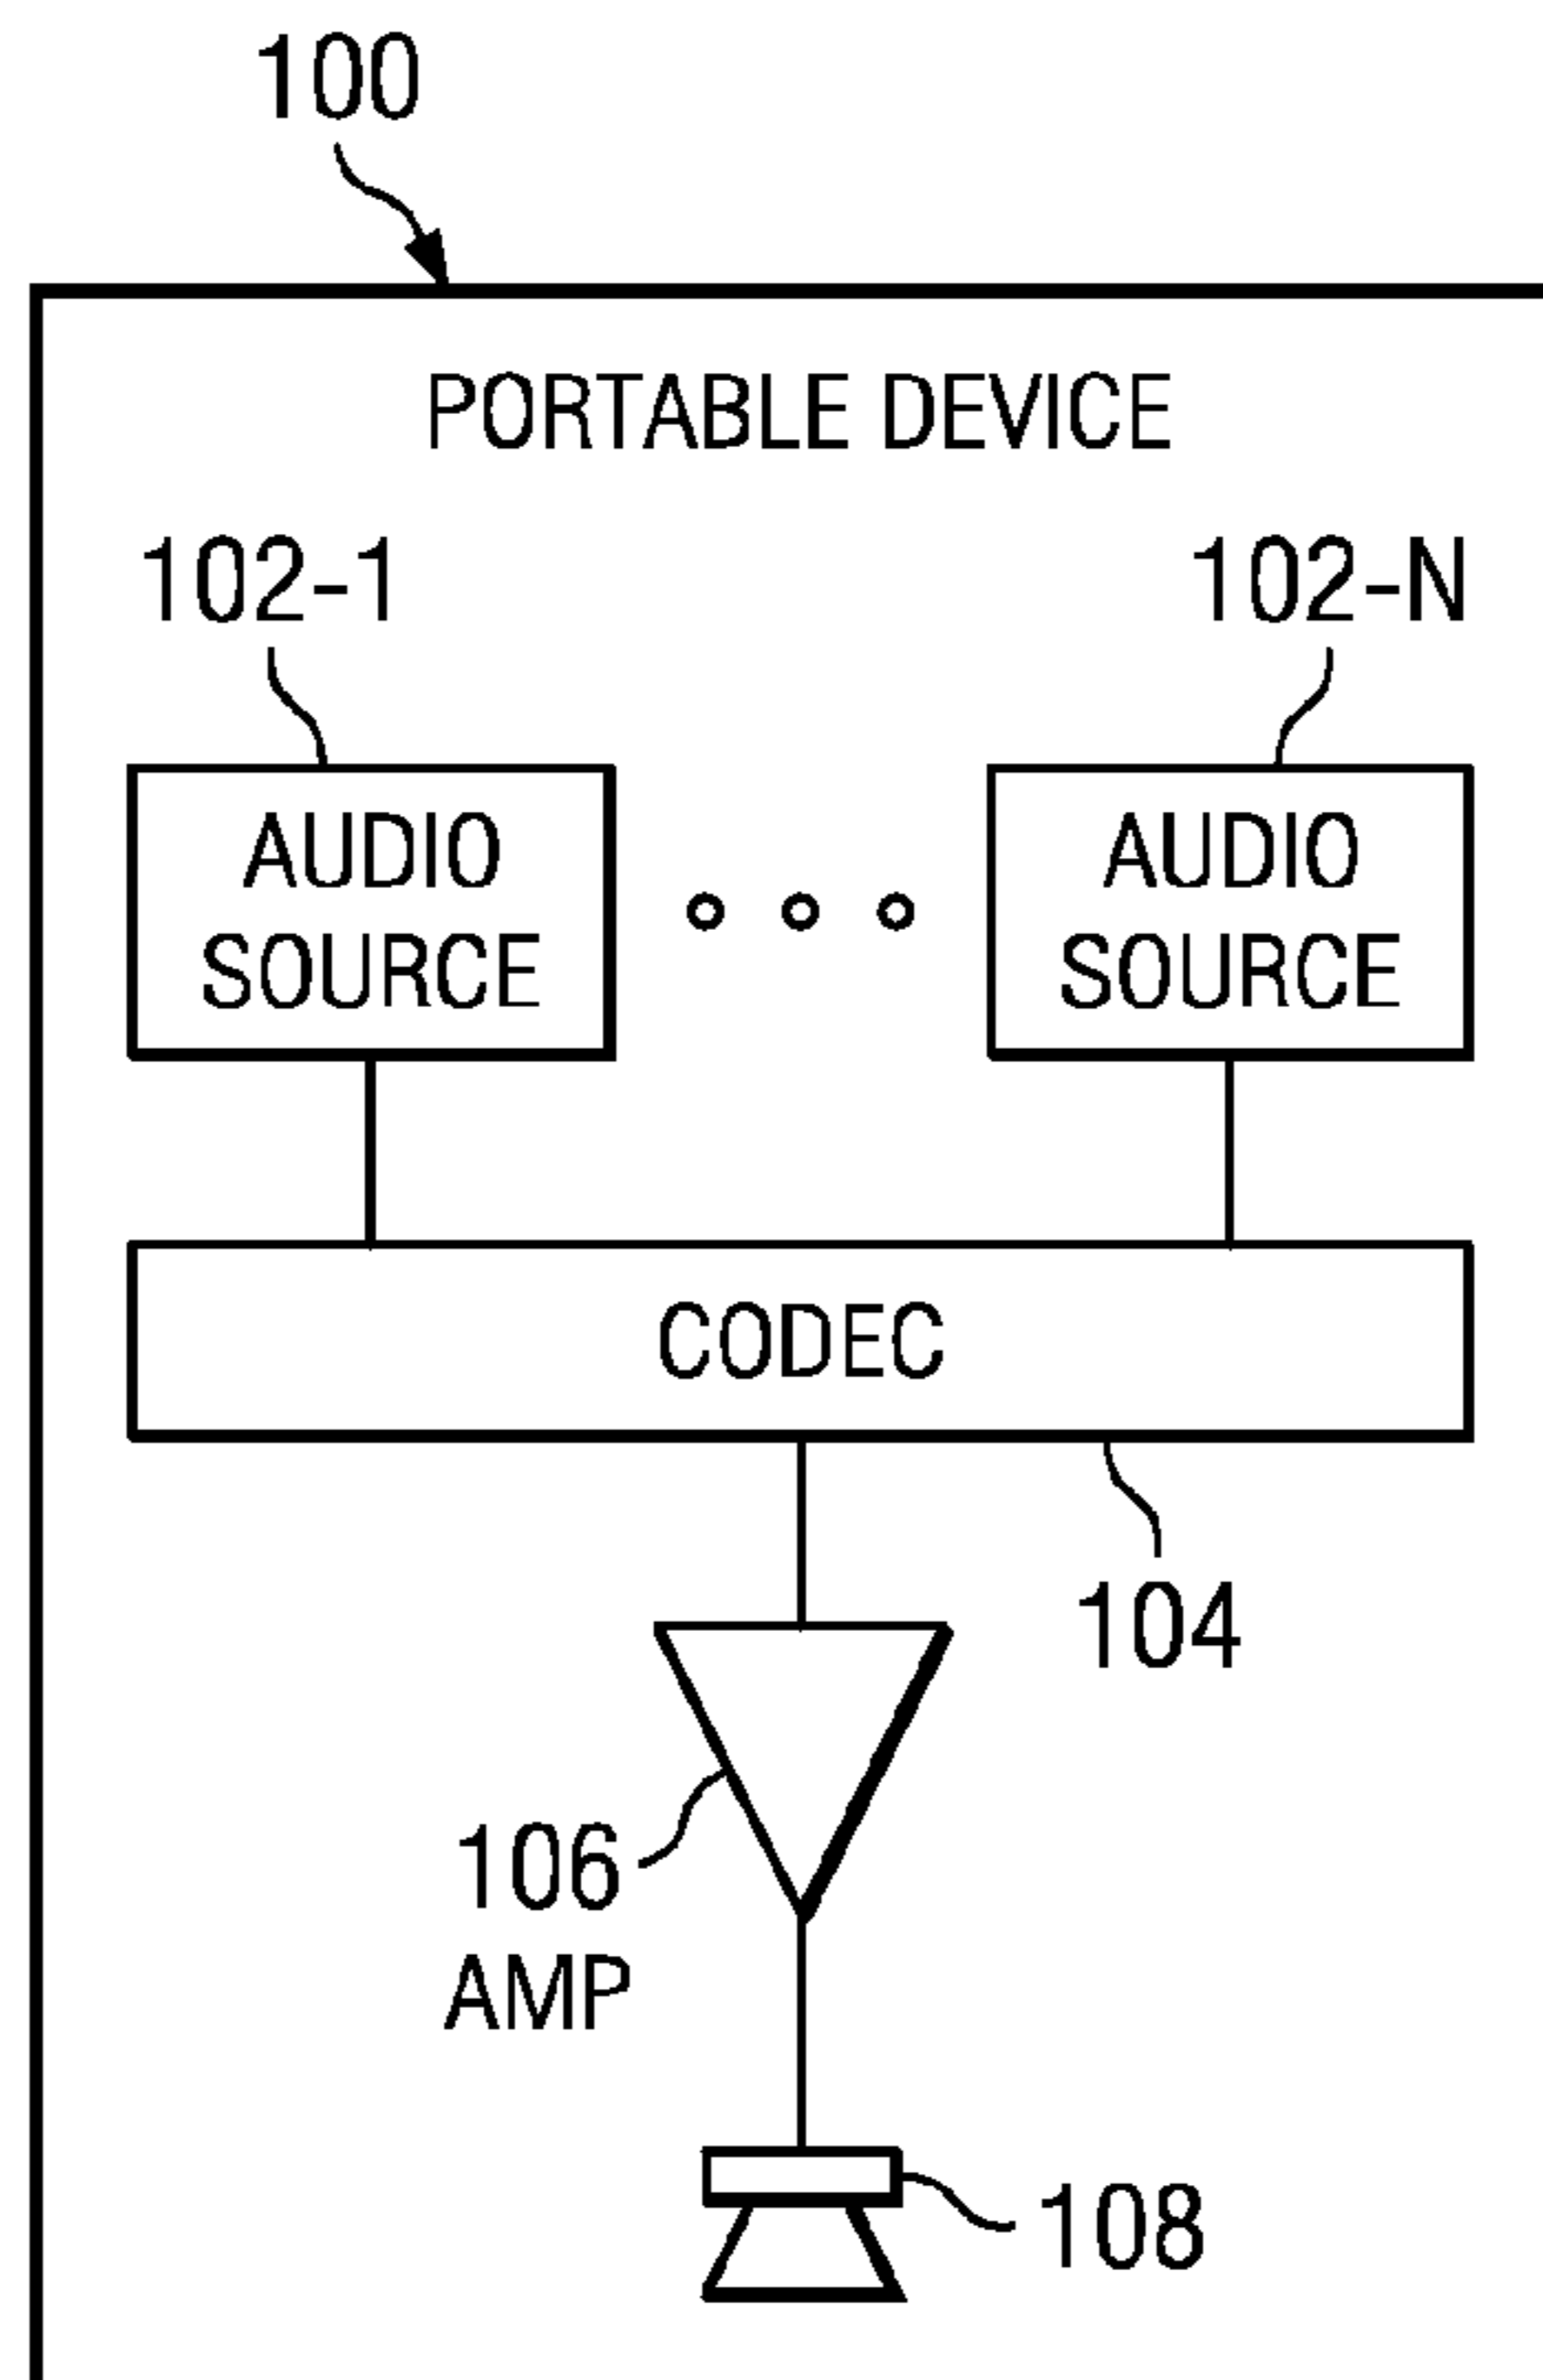 100
PORTABLE DEVICE
102-1
102-N
AUDIO
SOURCE
AUDIO
SOURCE
CODEC
104
106
AMP
108